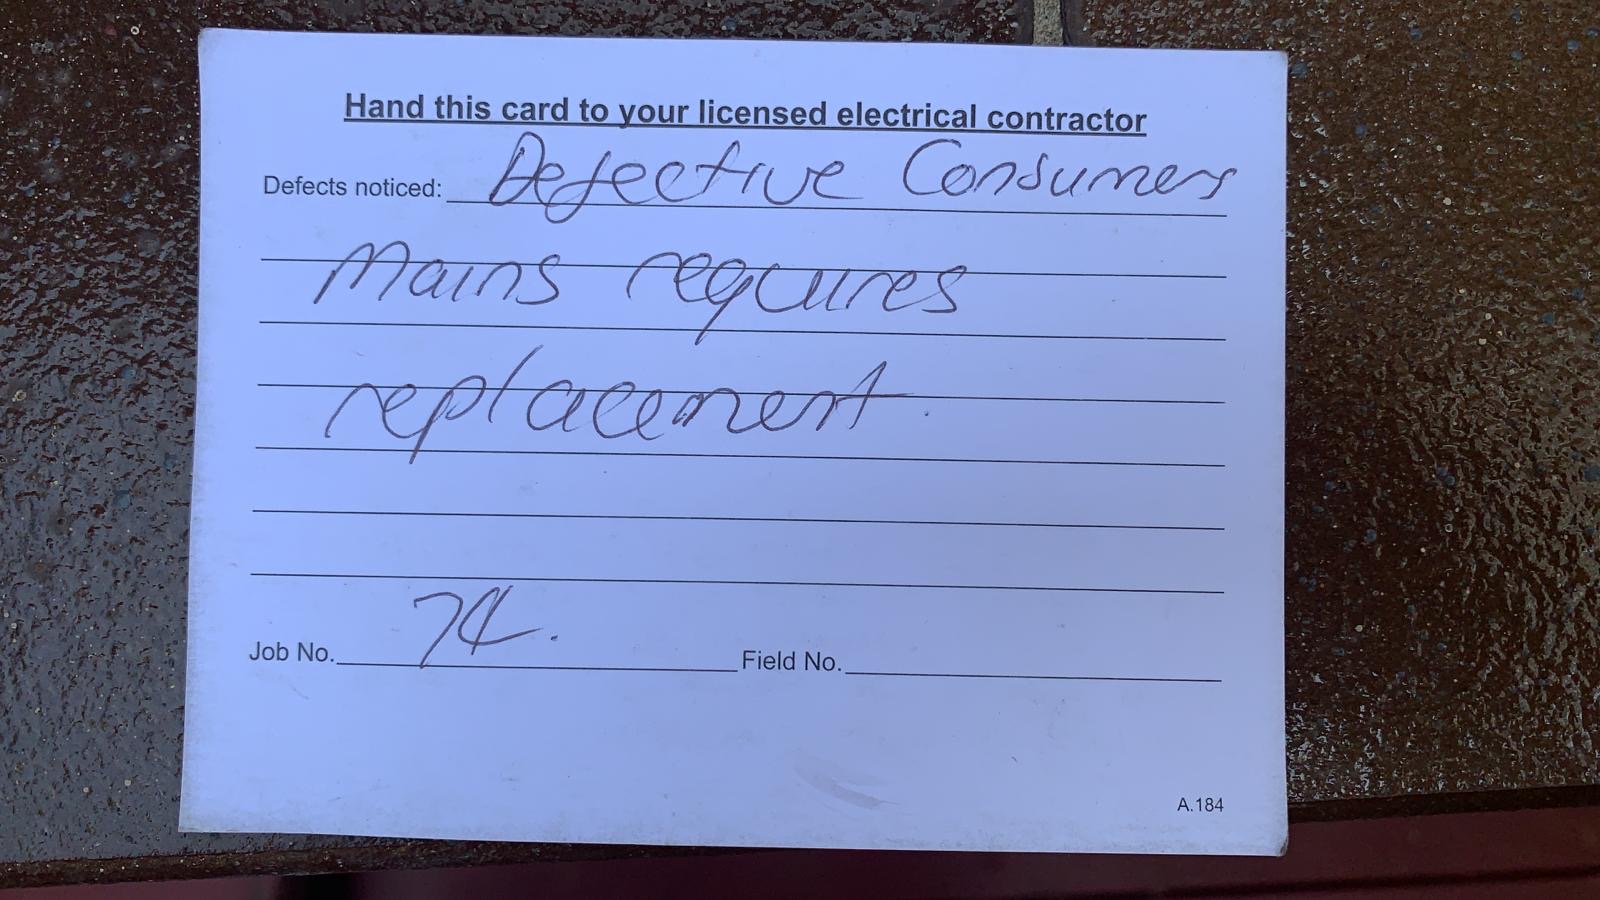 Hand this card to your licensed electrical contractor
Defects noticed: Defective Consumers
Mains requires
replacement.
Job No. 74. Field No.
A.184